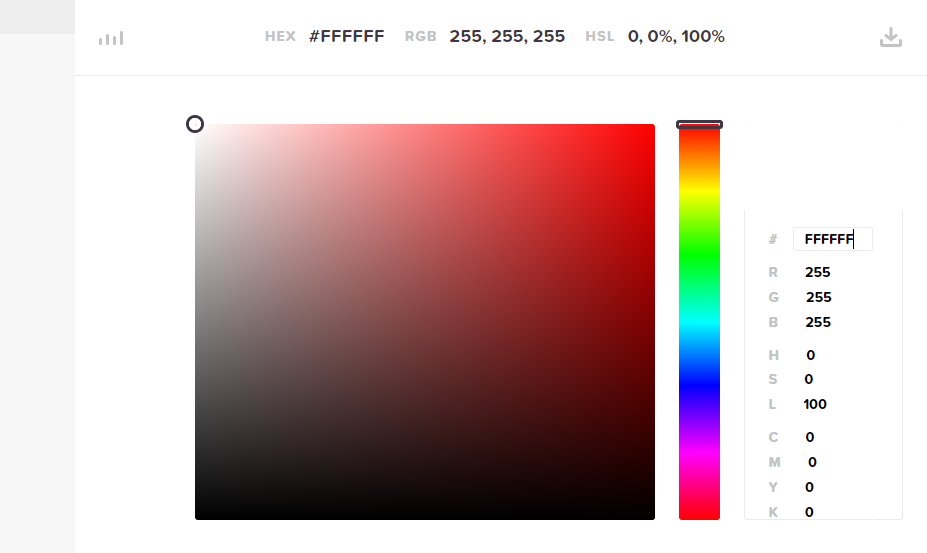 HEX #FFFFFF RGB 255, 255, 255 HSL 0, 0%, 100%
# FFFFFF
R 255
G 255
B 255
H 0
S 0
L 100
C 0
M 0
Y 0
K 0